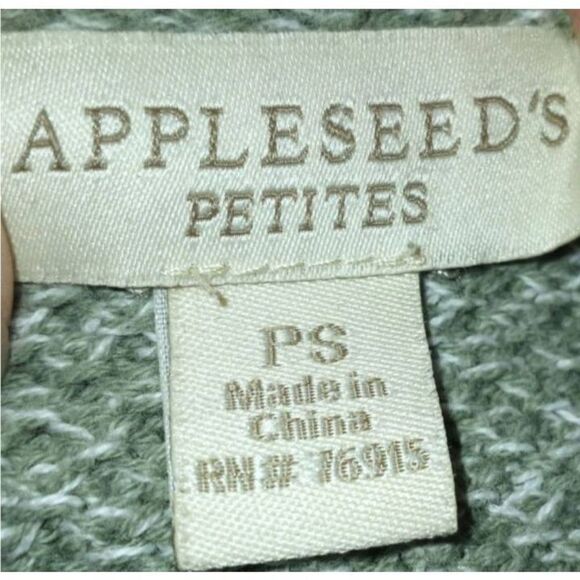 APPLESEED'S
PETITES
PS
Made in
China
RN# 76915